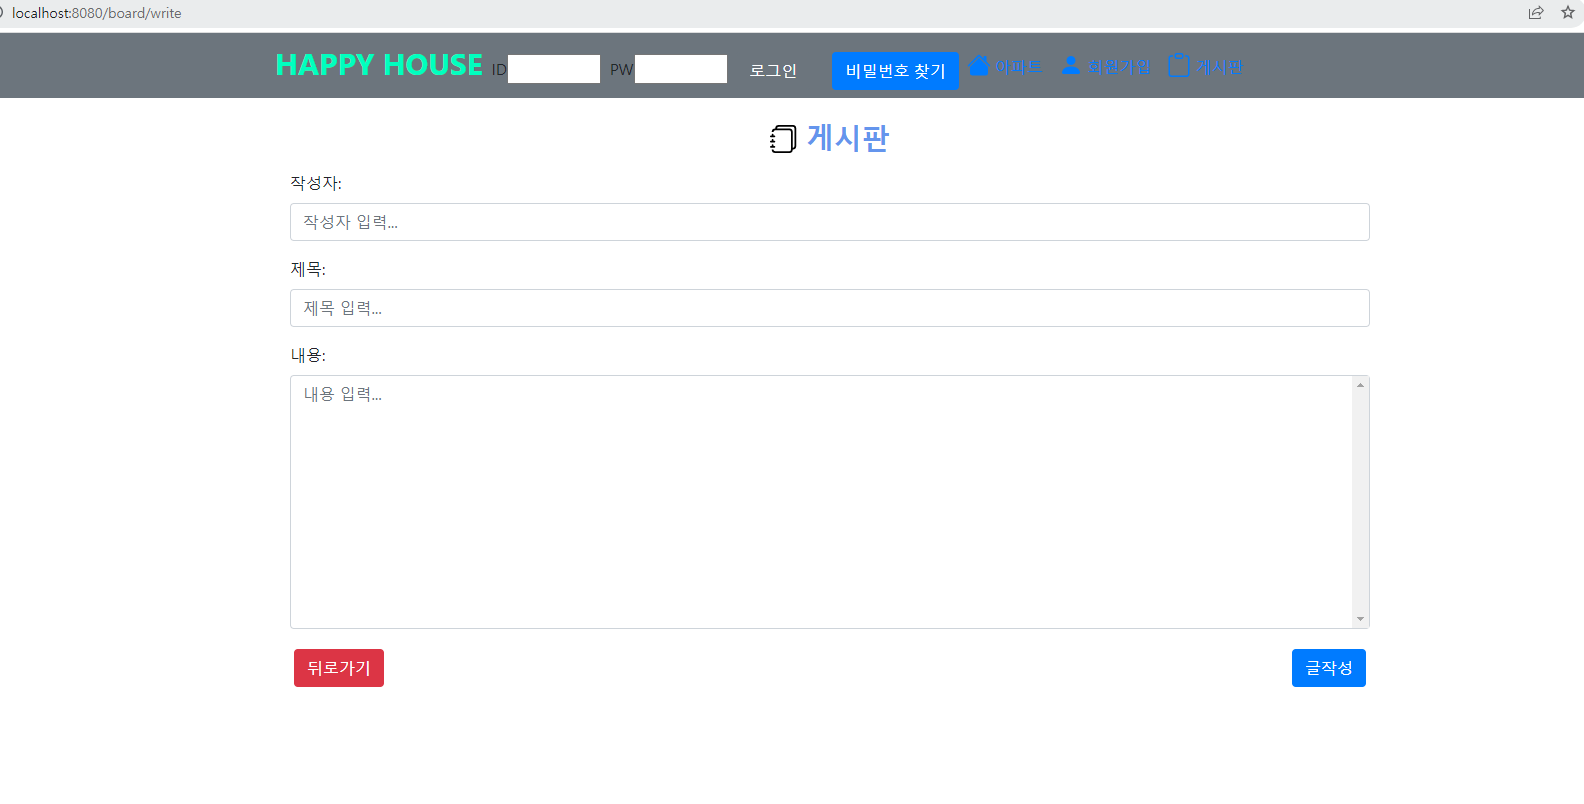 localhost:8080/board/write
HAPPY HOUSE ID PW 로그인 비밀번호 찾기 아파트 회원가입 게시판
게시판
작성자:
작성자 입력...
제목:
제목 입력...
내용:
내용 입력...
뒤로가기 글작성